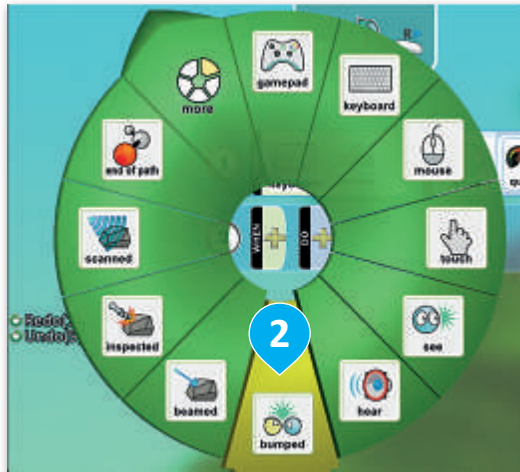 R
gamepad
keyboard
mouse
touch
see
hear
bumped
beamed
inspected
scanned
end of path
more
WHEN
DO
2